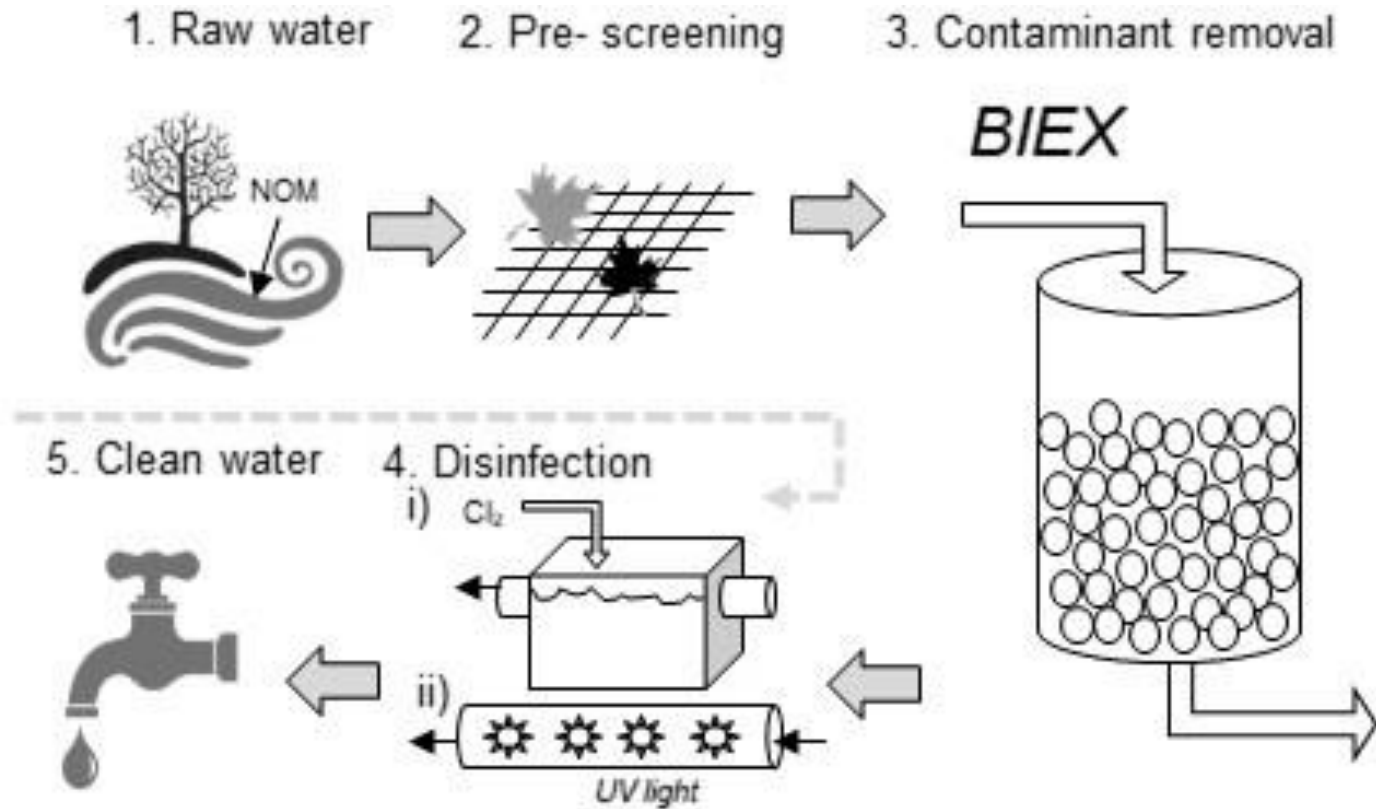 1. Raw water
2. Pre- screening
3. Contaminant removal
BIEX
NOM
5. Clean water
4. Disinfection
i)
Cl₂
ii)
UV light